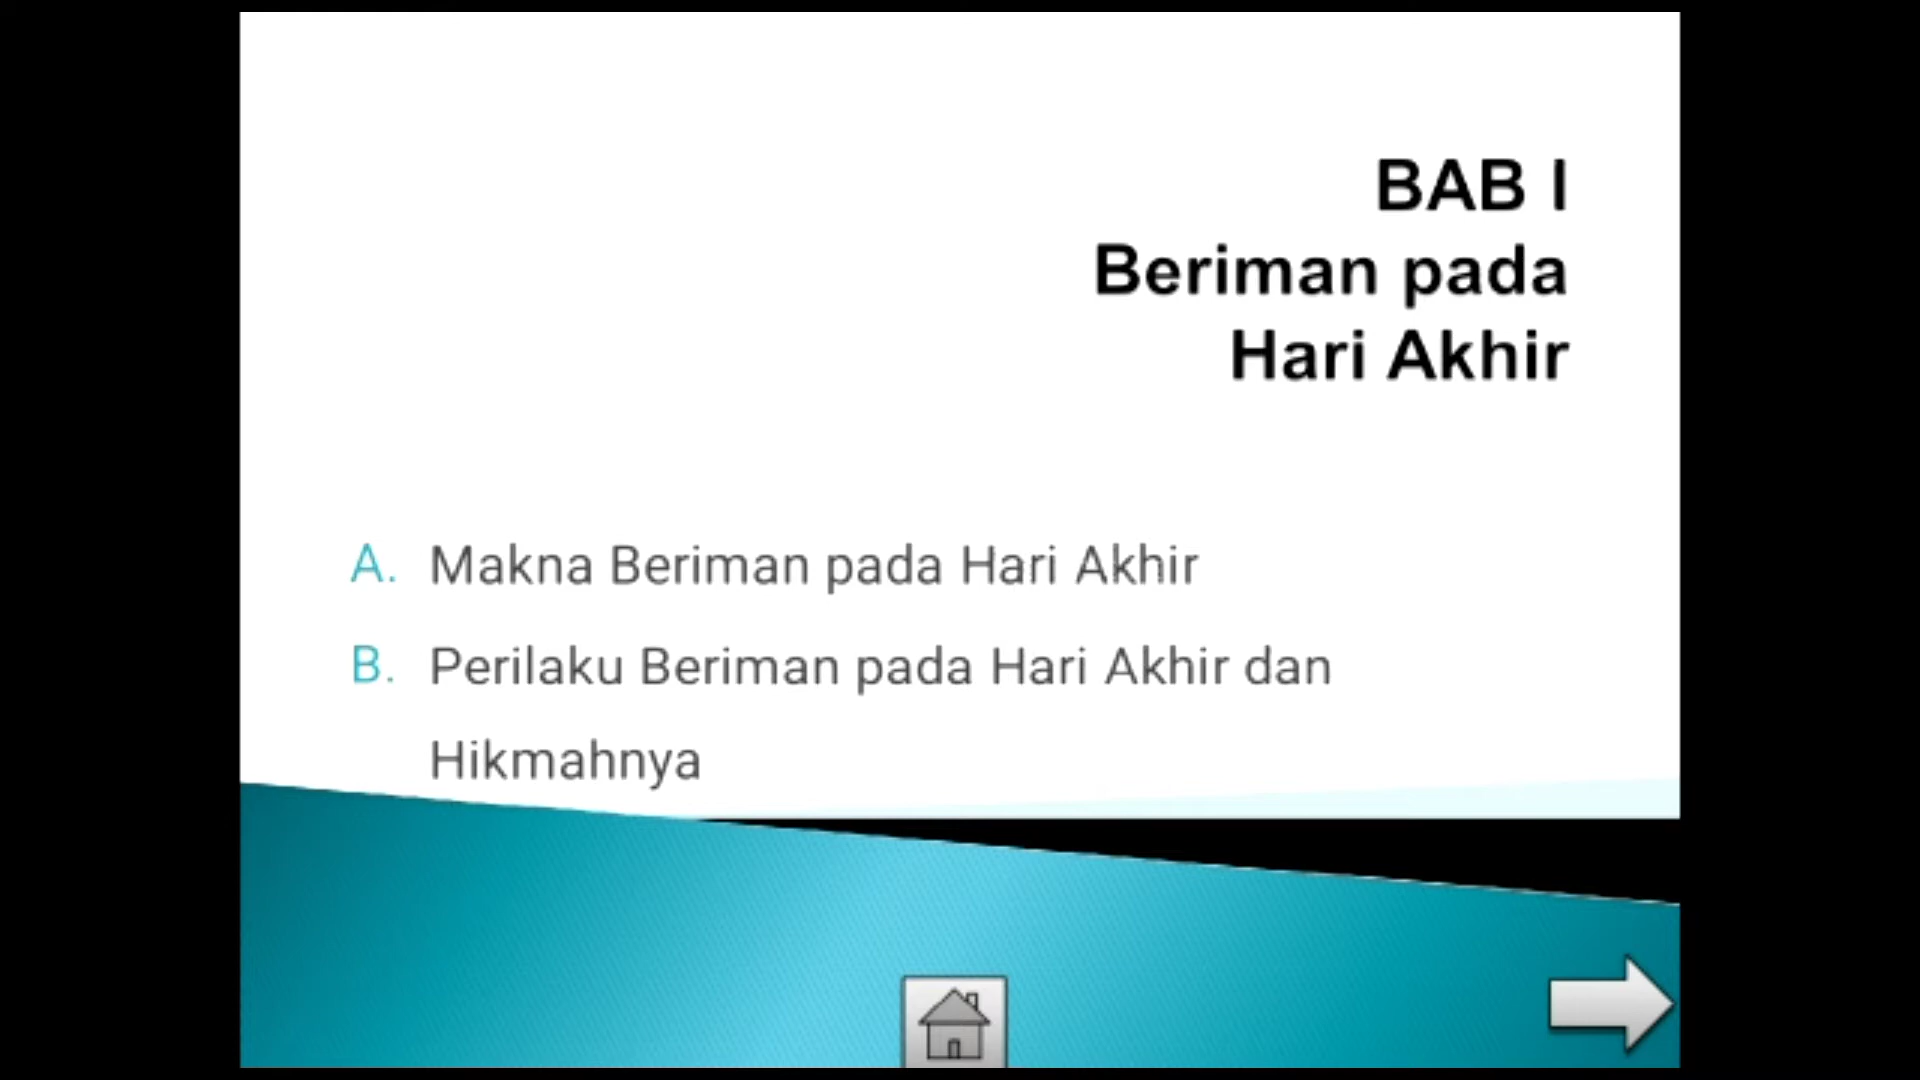 BAB I
Beriman pada
Hari Akhir
A. Makna Beriman pada Hari Akhir
B. Perilaku Beriman pada Hari Akhir dan
Hikmahnya